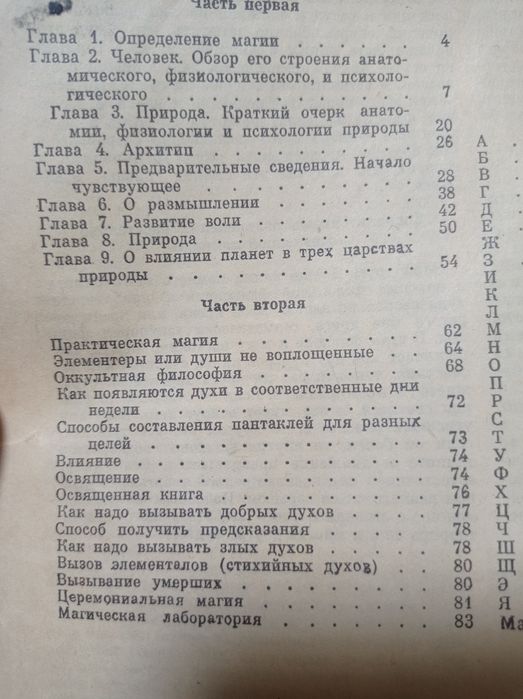 Часть первая
Глава 1. Определение магии . . . . . . 4
Глава 2. Человек. Обзор его строения анато-
мического, физиологического, и психоло-
гического . . . . . . . . . . . 7
Глава 3. Природа. Краткий очерк анато-
мии, физиологии и психологии природы 20
Глава 4. Архитип . . . . . . . . . 26
Глава 5. Предварительные сведения. Начало
чувствующее . . . . . . . . . . 28
Глава 6. О размышлении . . . . . . . 38
Глава 7. Развитие воли . . . . . . . 42
Глава 8. Природа . . . . . . . . . 50
Глава 9. О влиянии планет в трех царствах
природы . . . . . . . . . . . 54
Часть вторая
Практическая магия . . . . . . . . 62
Элементеры или души не воплощенные . . 64
Оккультная философия . . . . . . . 68
Как появляются духи в соответственные дни
недели . . . . . . . . . . . . 72
Способы составления пантаклей для разных
целей . . . . . . . . . . . . 73
Влияние . . . . . . . . . . . . 74
Освящение . . . . . . . . . . . 74
Освященная книга . . . . . . . . . 76
Как надо вызывать добрых духов . . . . 77
Способ получить предсказания . . . . . 78
Как надо вызывать злых духов . . . . . 78
Вызов элементалов (стихийных духов) . . . 80
Вызывание умерших . . . . . . . . 80
Церемониальная магия . . . . . . . 81
Магическая лаборатория . . . . . . . 83
А .
Б
В .
Г
Д
Е
Ж
З
И
К
Л
М
Н
О
П
Р
С
Т
У
Ф
Х
Ц
Ч
Ш
Щ
Э
Я